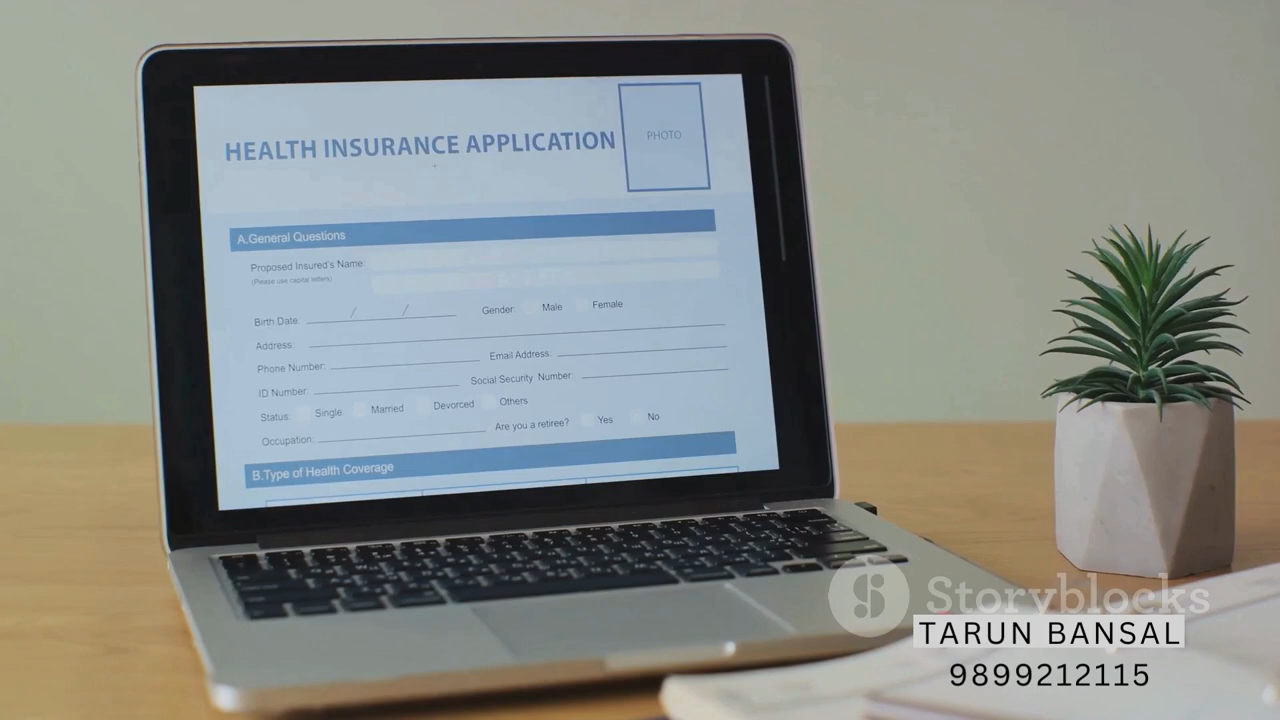 HEALTH INSURANCE APPLICATION
PHOTO
A.General Questions
Proposed Insured's Name:
(Please use capital letters)
Birth Date: / /
Gender: Male Female
Address:
Phone Number:
Email Address:
ID Number:
Social Security Number:
Status: Single Married Devorced Others
Occupation:
Are you a retiree? Yes No
B.Type of Health Coverage
Storyblocks
TARUN BANSAL
9899212115